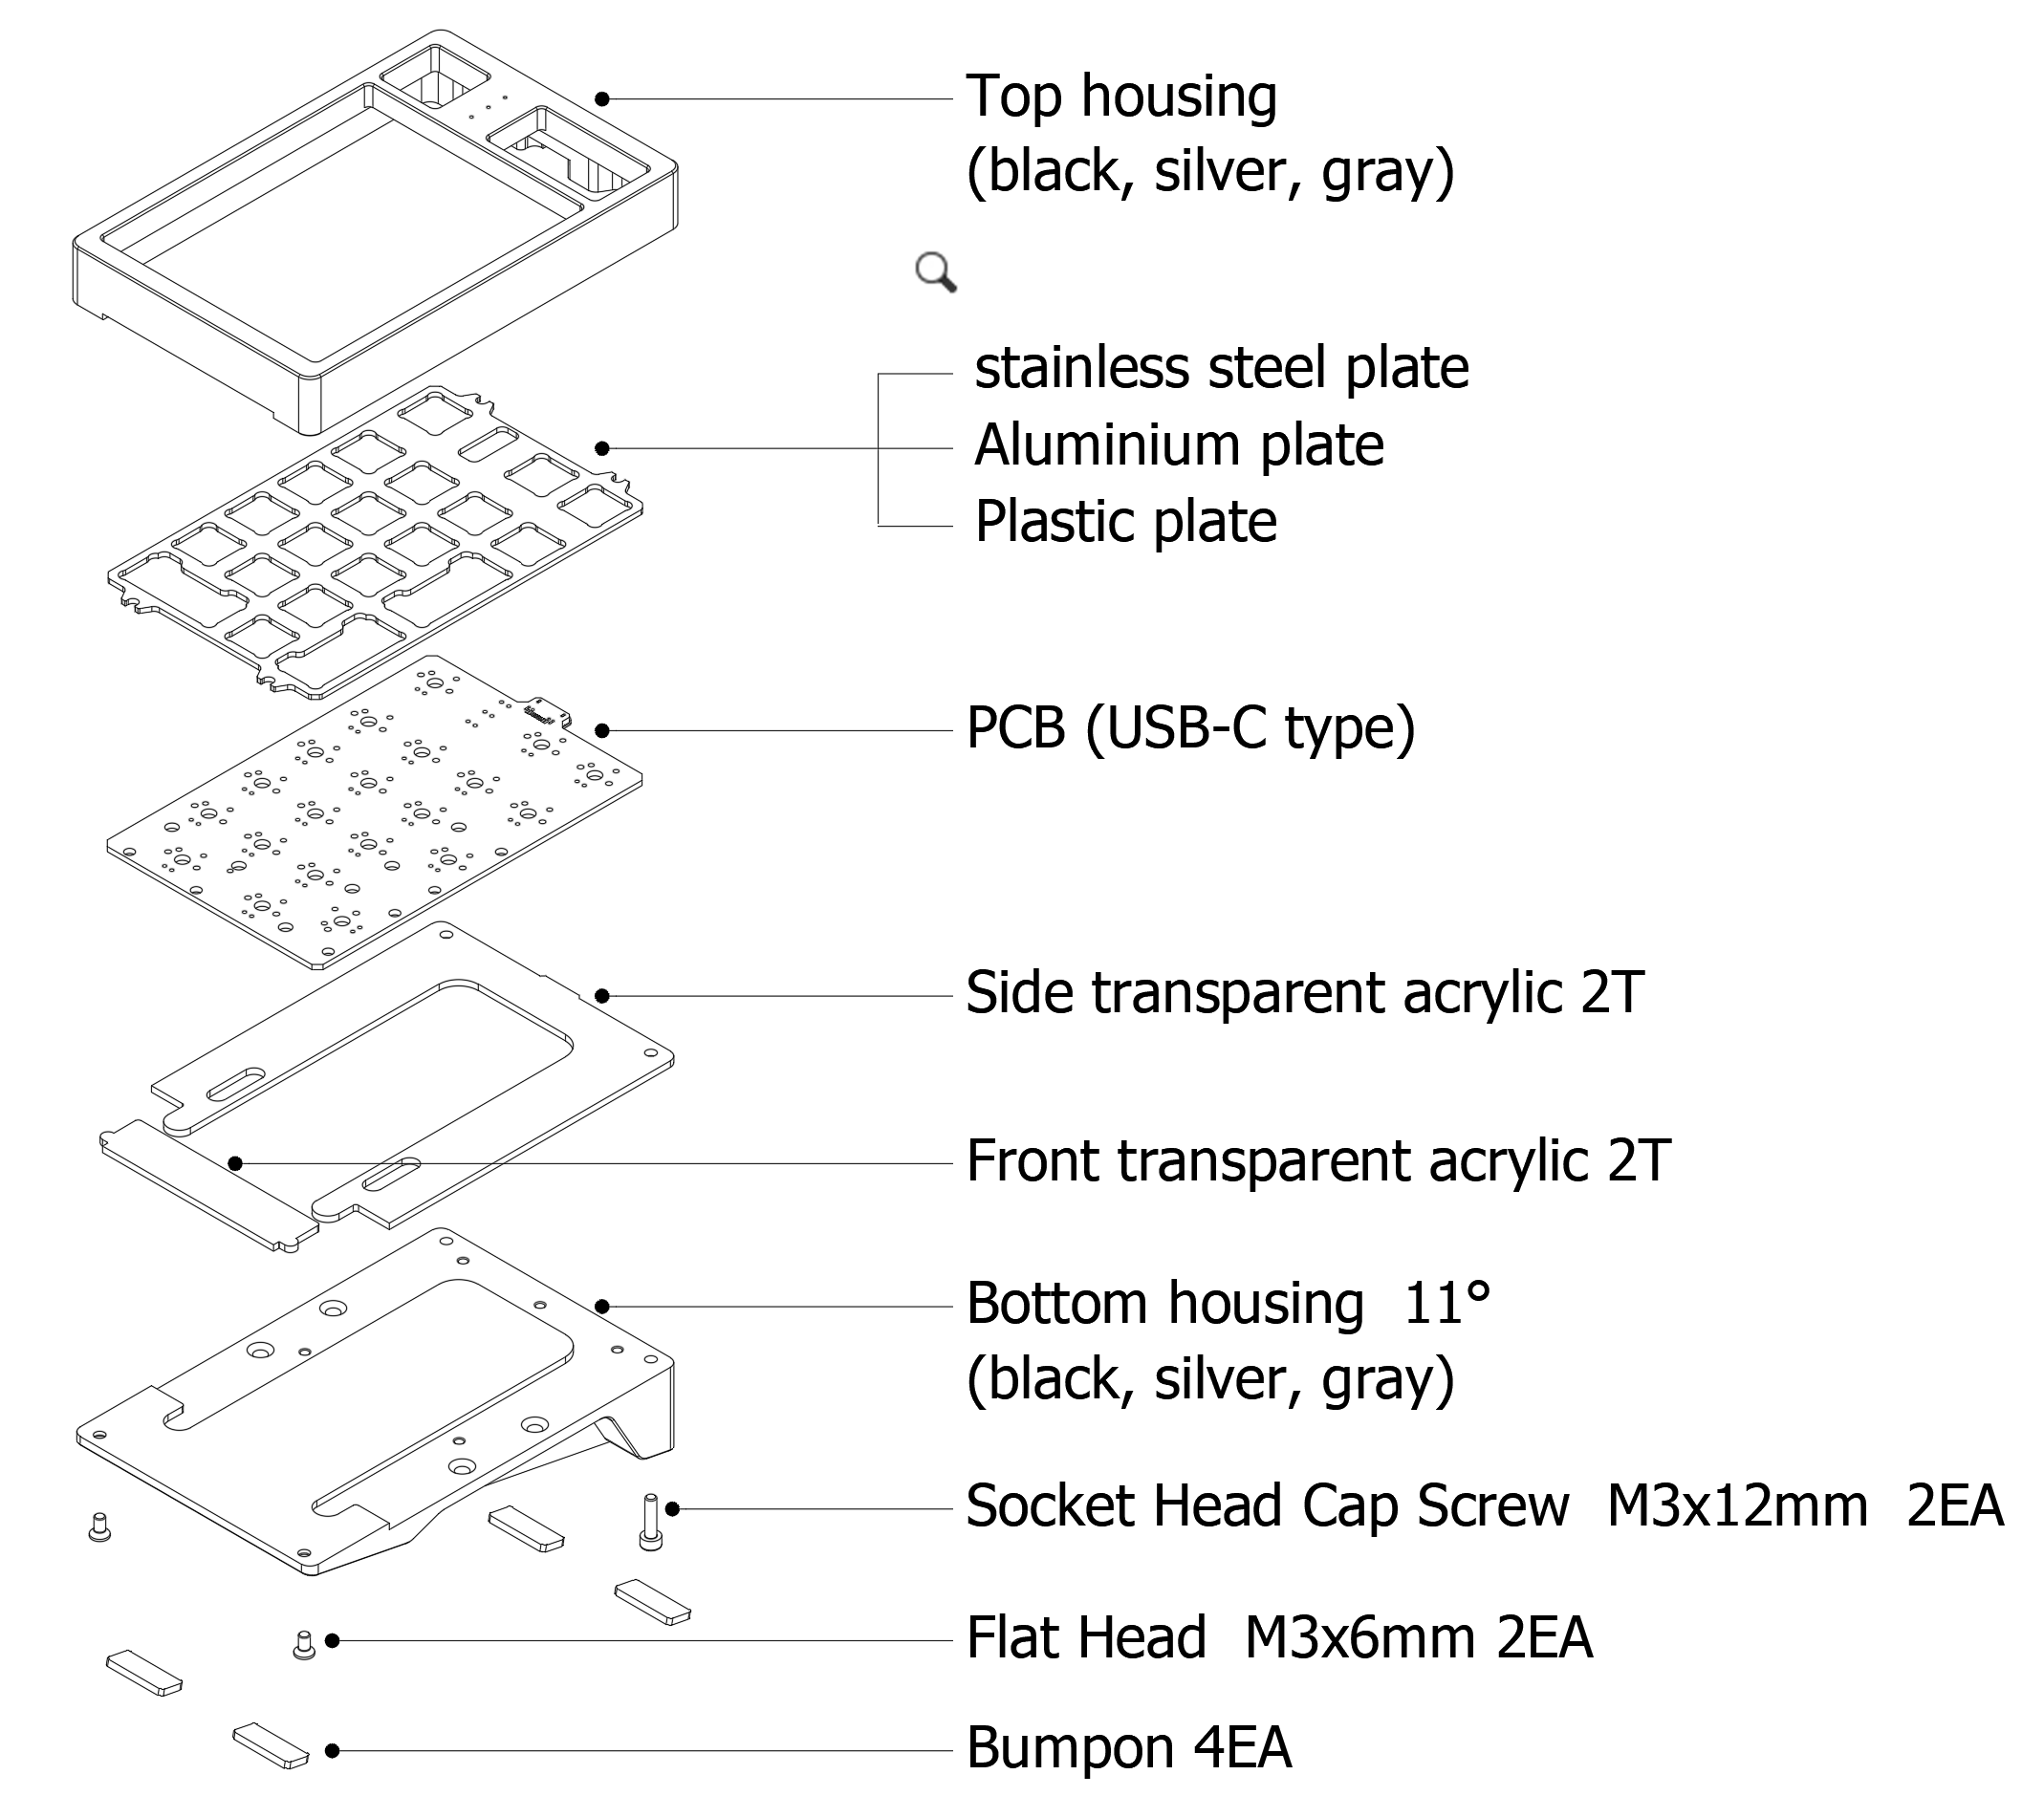 Top housing
(black, silver, gray)
stainless steel plate
Aluminium plate
Plastic plate
PCB (USB-C type)
Side transparent acrylic 2T
Front transparent acrylic 2T
Bottom housing 11°
(black, silver, gray)
Socket Head Cap Screw M3x12mm 2EA
Flat Head M3x6mm 2EA
Bumpon 4EA